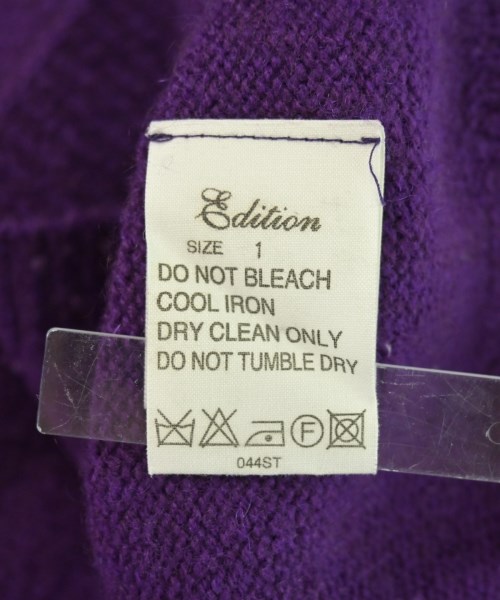 Edition
SIZE 1
DO NOT BLEACH
COOL IRON
DRY CLEAN ONLY
DO NOT TUMBLE DRY
F
044ST